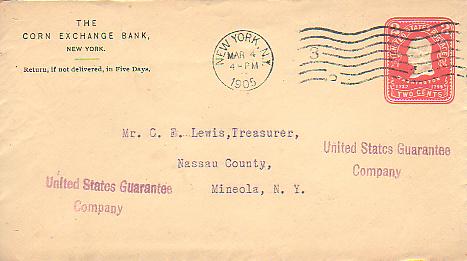 THE
CORN EXCHANGE BANK,
NEW YORK.
Return, if not delivered, in Five Days.
NEW YORK, N.Y.
MAR 4
4-PM
1905
3
TWO CENTS
Mr. C. F. Lewis, Treasurer,
Nassau County,
Mineola, N. Y.
United States Guarantee
Company
United States Guarantee
Company